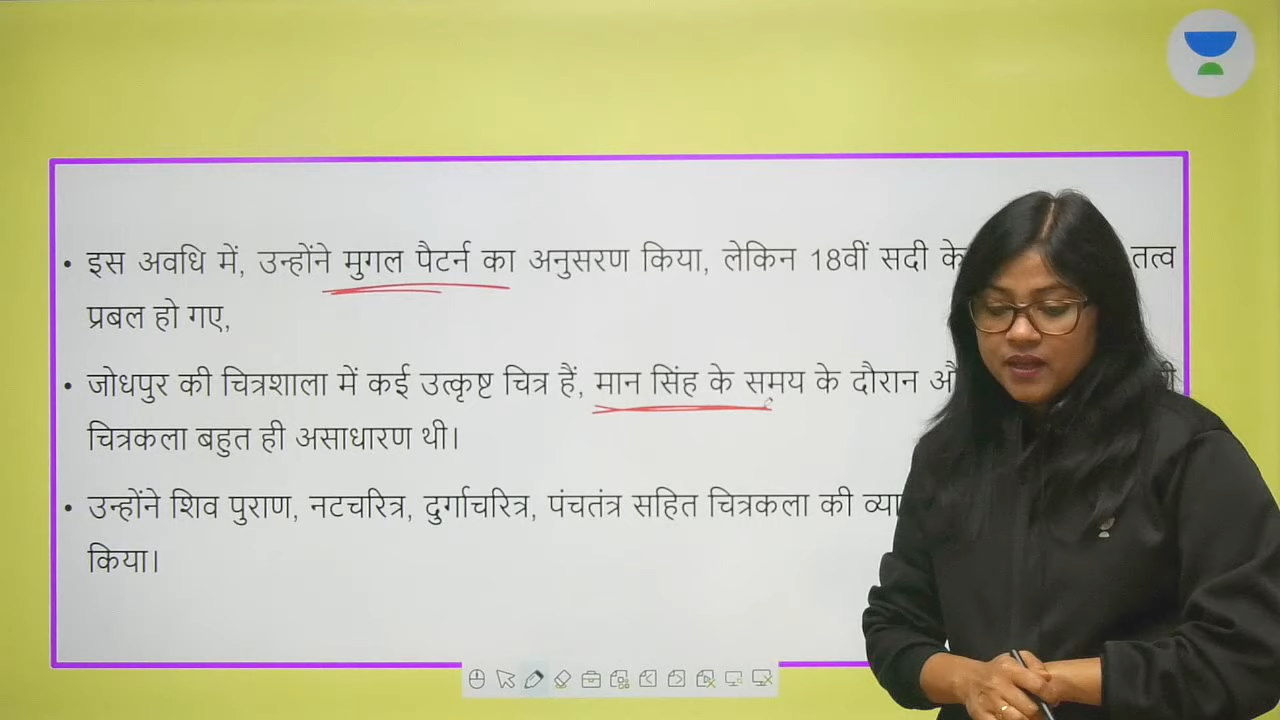 • इस अवधि में, उन्होंने मुगल पैटर्न का अनुसरण किया, लेकिन 18वीं सदी के तत्व
प्रबल हो गए,
• जोधपुर की चित्रशाला में कई उत्कृष्ट चित्र हैं, मान सिंह के समय के दौरान
चित्रकला बहुत ही असाधारण थी।
• उन्होंने शिव पुराण, नटचरित्र, दुर्गाचरित्र, पंचतंत्र सहित चित्रकला की
किया।